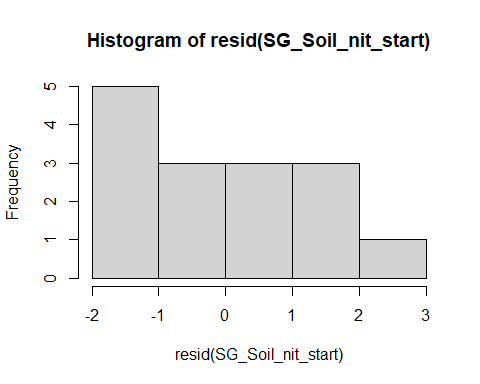 Histogram of resid(SG_Soil_nit_start)
Frequency
5
4
3
2
1
0
-2 -1 0 1 2 3
resid(SG_Soil_nit_start)